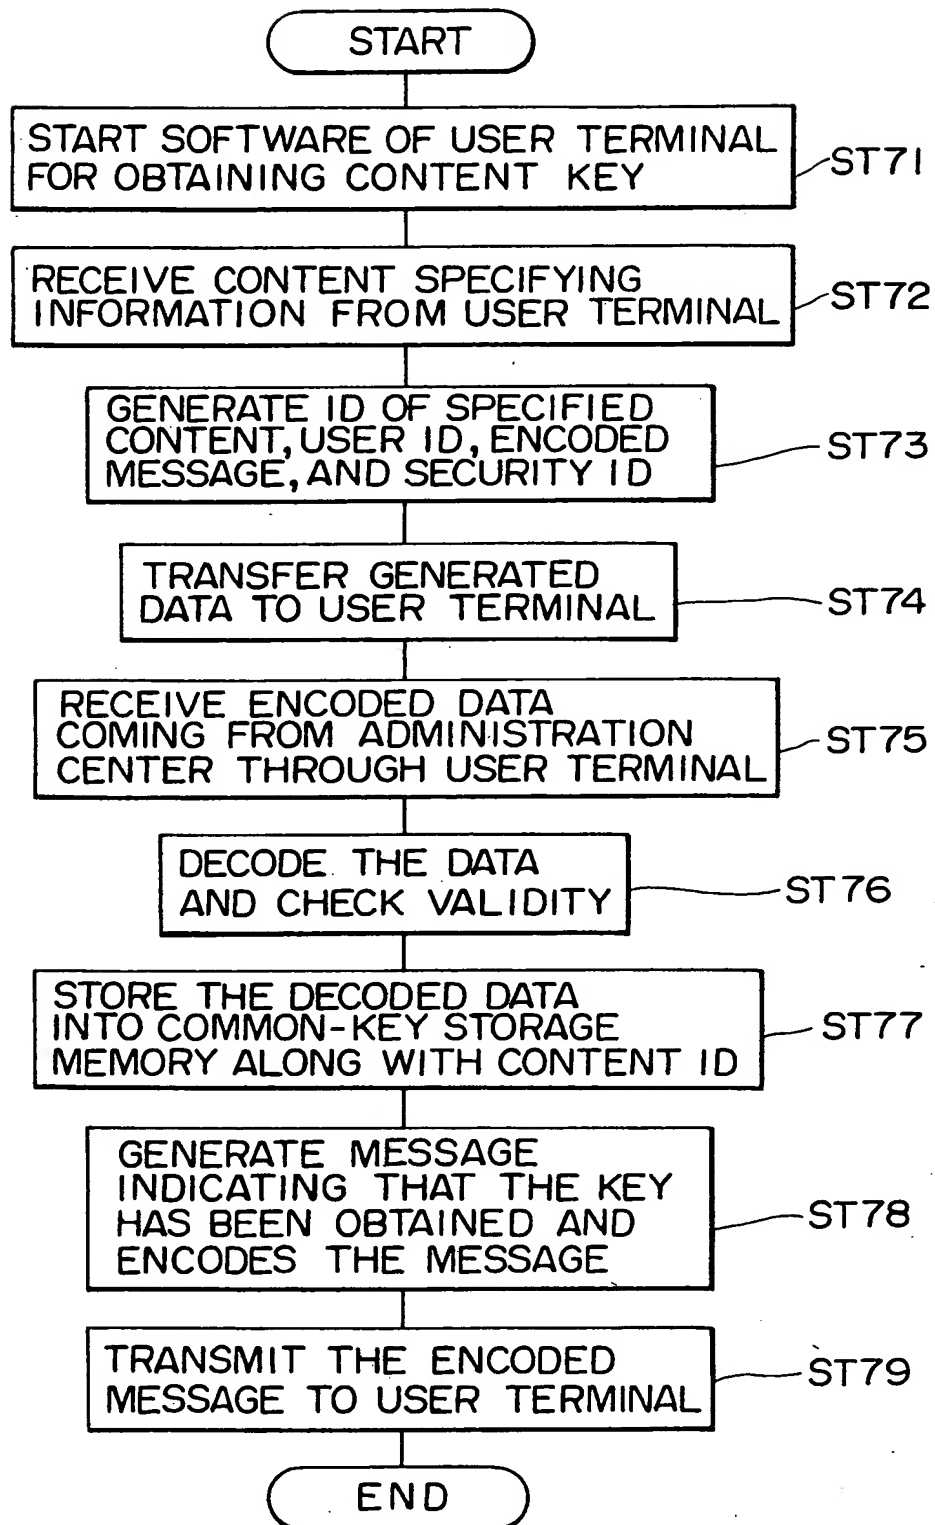 START
START SOFTWARE OF USER TERMINAL
FOR OBTAINING CONTENT KEY
ST71
RECEIVE CONTENT SPECIFYING
INFORMATION FROM USER TERMINAL
ST72
GENERATE ID OF SPECIFIED
CONTENT, USER ID, ENCODED
MESSAGE, AND SECURITY ID
ST73
TRANSFER GENERATED
DATA TO USER TERMINAL
ST74
RECEIVE ENCODED DATA
COMING FROM ADMINISTRATION
CENTER THROUGH USER TERMINAL
ST75
DECODE THE DATA
AND CHECK VALIDITY
ST76
STORE THE DECODED DATA
INTO COMMON-KEY STORAGE
MEMORY ALONG WITH CONTENT ID
ST77
GENERATE MESSAGE
INDICATING THAT THE KEY
HAS BEEN OBTAINED AND
ENCODES THE MESSAGE
ST78
TRANSMIT THE ENCODED
MESSAGE TO USER TERMINAL
ST79
END